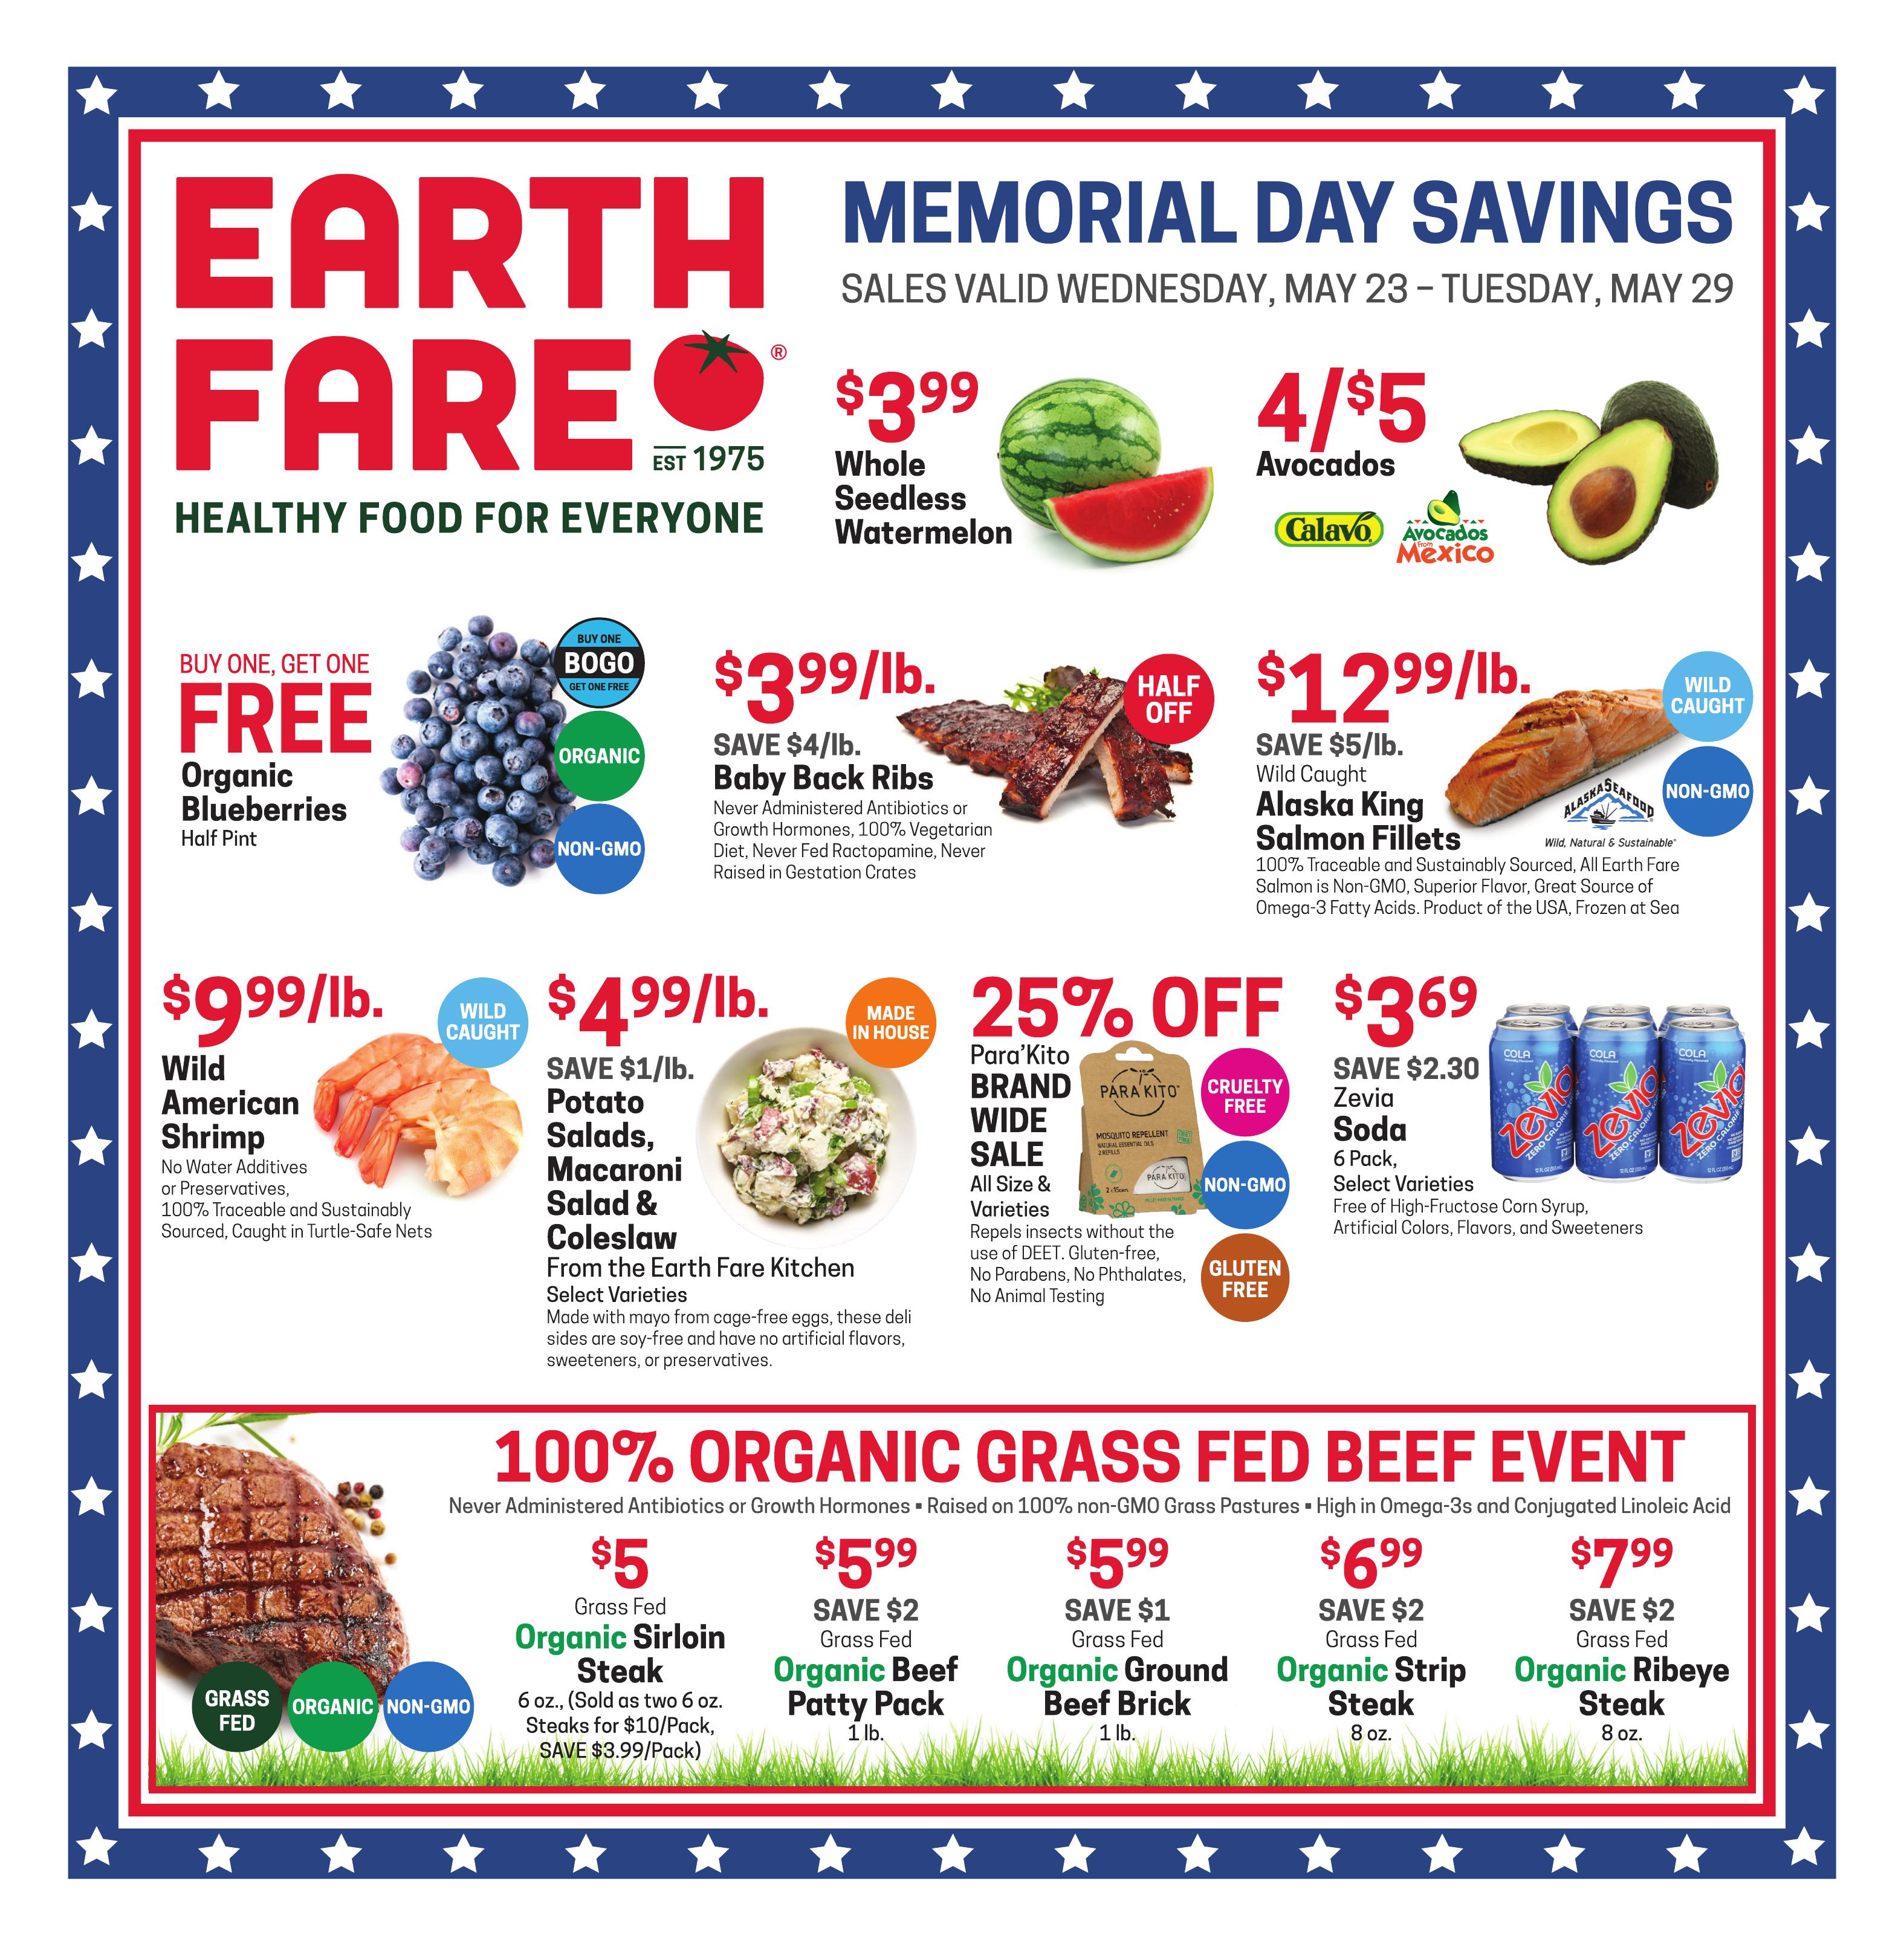 EARTH
FARE®
EST 1975
HEALTHY FOOD FOR EVERYONE
MEMORIAL DAY SAVINGS
SALES VALID WEDNESDAY, MAY 23 – TUESDAY, MAY 29
$3 99
Whole
Seedless
Watermelon
4/$5
Avocados
Calavo
Avocados
From
Mexico
BUY ONE, GET ONE
FREE
Organic
Blueberries
Half Pint
BUY ONE
BOGO
GET ONE FREE
ORGANIC
NON-GMO
$3 99/lb.
SAVE $4/lb.
Baby Back Ribs
Never Administered Antibiotics or
Growth Hormones, 100% Vegetarian
Diet, Never Fed Ractopamine, Never
Raised in Gestation Crates
HALF
OFF
$12 99/lb.
SAVE $5/lb.
Wild Caught
Alaska King
Salmon Fillets
100% Traceable and Sustainably Sourced, All Earth Fare
Salmon is Non-GMO, Superior Flavor, Great Source of
Omega-3 Fatty Acids. Product of the USA, Frozen at Sea
WILD
CAUGHT
NON-GMO
ALASKA SEAFOOD
Wild, Natural & Sustainable®
$9 99/lb.
Wild
American
Shrimp
No Water Additives
or Preservatives,
100% Traceable and Sustainably
Sourced, Caught in Turtle-Safe Nets
WILD
CAUGHT
$4 99/lb.
SAVE $1/lb.
Potato
Salads,
Macaroni
Salad &
Coleslaw
From the Earth Fare Kitchen
Select Varieties
Made with mayo from cage-free eggs, these deli
sides are soy-free and have no artificial flavors,
sweeteners, or preservatives.
MADE
IN HOUSE
25% OFF
Para'Kito
BRAND
WIDE
SALE
All Size &
Varieties
Repels insects without the
use of DEET. Gluten-free,
No Parabens, No Phthalates,
No Animal Testing
PARA KITO
MOSQUITO REPELLENT
NATURAL ESSENTIAL OILS
2 REFILLS
PARA KITO
CRUELTY
FREE
NON-GMO
GLUTEN
FREE
$3 69
SAVE $2.30
Zevia
Soda
6 Pack,
Select Varieties
Free of High-Fructose Corn Syrup,
Artificial Colors, Flavors, and Sweeteners
COLA
COLA
COLA
zevia
zevia
zevia
ZERO CALORIE
100% ORGANIC GRASS FED BEEF EVENT
Never Administered Antibiotics or Growth Hormones ▪ Raised on 100% non-GMO Grass Pastures ▪ High in Omega-3s and Conjugated Linoleic Acid
$5
Grass Fed
Organic Sirloin
Steak
6 oz., (Sold as two 6 oz.
Steaks for $10/Pack,
SAVE $3.99/Pack)
$5 99
SAVE $2
Grass Fed
Organic Beef
Patty Pack
1 lb.
$5 99
SAVE $1
Grass Fed
Organic Ground
Beef Brick
1 lb.
$6 99
SAVE $2
Grass Fed
Organic Strip
Steak
8 oz.
$7 99
SAVE $2
Grass Fed
Organic Ribeye
Steak
8 oz.
GRASS
FED
ORGANIC
NON-GMO